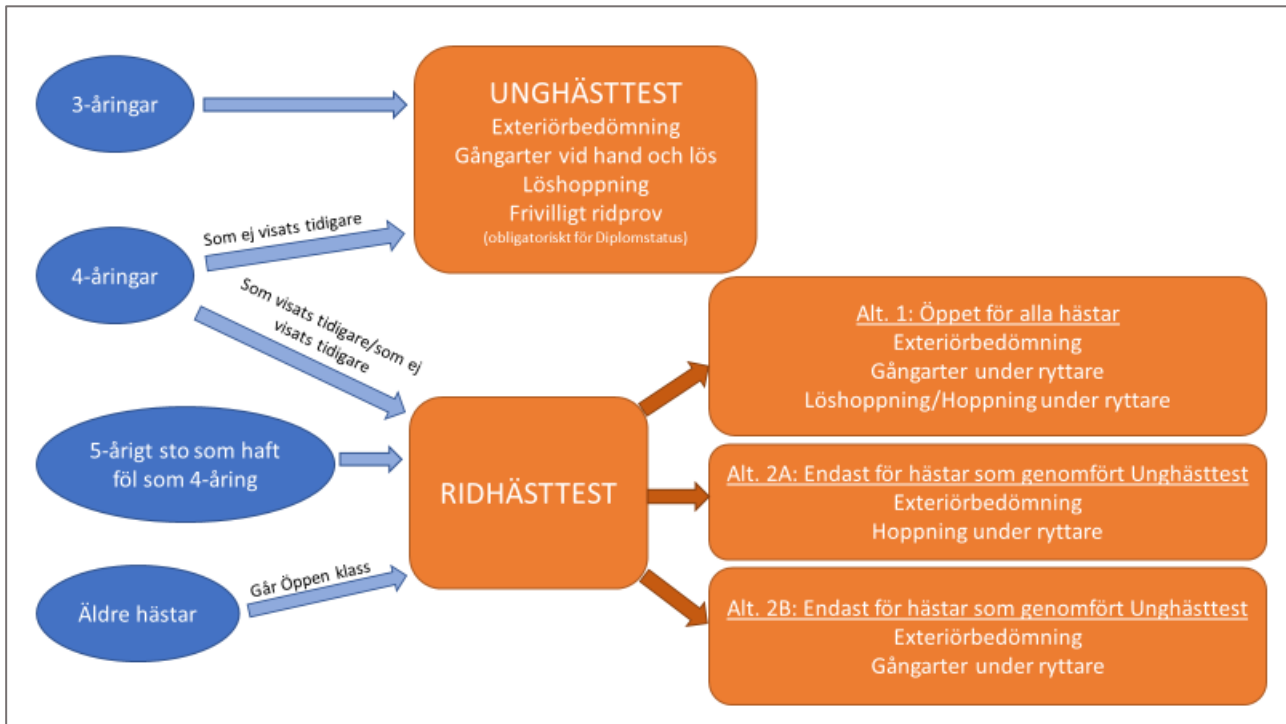 3-åringar
UNGHÄSTTEST
Exteriörbedömning
Gångarter vid hand och lös
Löshoppning
Frivilligt ridprov
(obligatoriskt för Diplomstatus)
Som ej visats tidigare
4-åringar
Som visats tidigare/som ej
visats tidigare
Alt. 1: Öppet för alla hästar
Exteriörbedömning
Gångarter under ryttare
Löshoppning/Hoppning under ryttare
5-årigt sto som haft
föl som 4-åring
RIDHÄSTTEST
Alt. 2A: Endast för hästar som genomfört Unghästtest
Exteriörbedömning
Hoppning under ryttare
Går Öppen klass
Äldre hästar
Alt. 2B: Endast för hästar som genomfört Unghästtest
Exteriörbedömning
Gångarter under ryttare